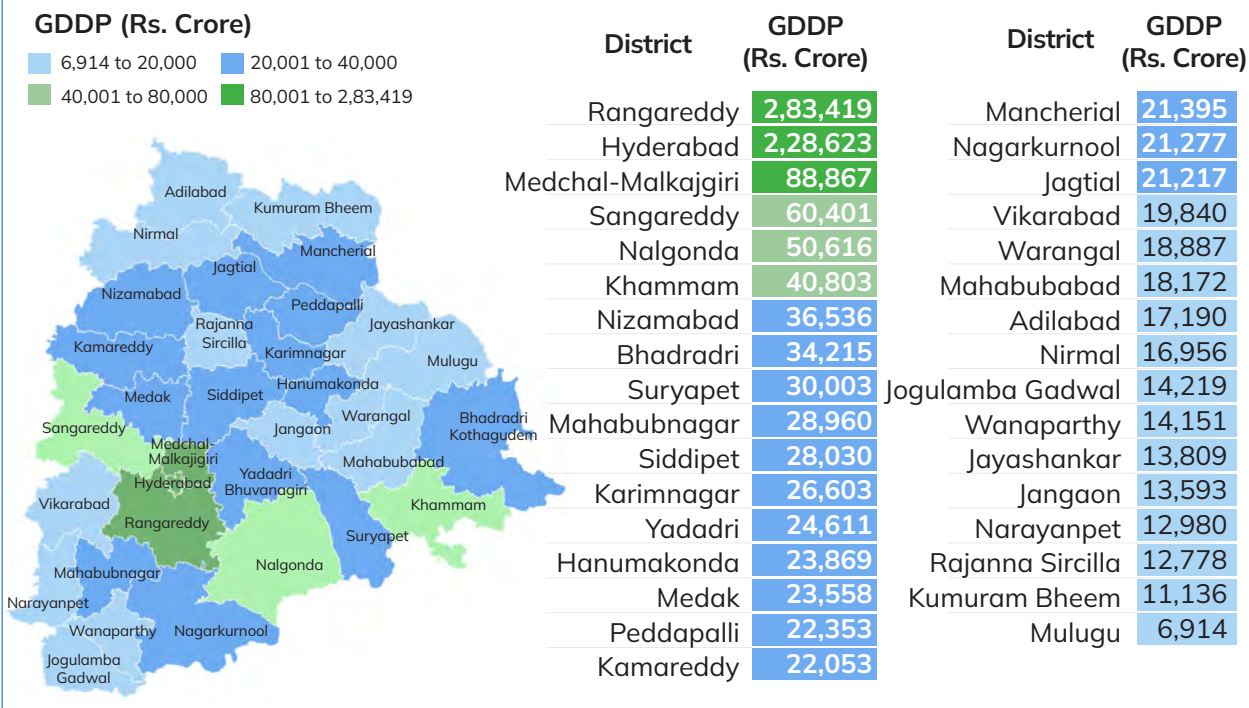 GDDP (Rs. Crore)
6,914 to 20,000
20,001 to 40,000
40,001 to 80,000
80,001 to 2,83,419
Adilabad
Kumuram Bheem
Nirmal
Mancherial
Jagtial
Nizamabad
Peddapalli
Rajanna
Sircilla
Jayashankar
Kamareddy
Karimnagar
Mulugu
Hanumakonda
Medak
Siddipet
Warangal
Bhadradri
Kothagudem
Sangareddy
Jangaon
Medchal-
Malkajigiri
Mahabubabad
Yadadri
Bhuvanagiri
Hyderabad
Vikarabad
Khammam
Rangareddy
Suryapet
Nalgonda
Mahabubnagar
Narayanpet
Wanaparthy
Nagarkurnool
Jogulamba
Gadwal
District
GDDP
(Rs. Crore)
Rangareddy 2,83,419
Hyderabad 2,28,623
Medchal-Malkajgiri 88,867
Sangareddy 60,401
Nalgonda 50,616
Khammam 40,803
Nizamabad 36,536
Bhadradri 34,215
Suryapet 30,003
Mahabubnagar 28,960
Siddipet 28,030
Karimnagar 26,603
Yadadri 24,611
Hanumakonda 23,869
Medak 23,558
Peddapalli 22,353
Kamareddy 22,053
District
GDDP
(Rs. Crore)
Mancherial 21,395
Nagarkurnool 21,277
Jagtial 21,217
Vikarabad 19,840
Warangal 18,887
Mahabubabad 18,172
Adilabad 17,190
Nirmal 16,956
Jogulamba Gadwal 14,219
Wanaparthy 14,151
Jayashankar 13,809
Jangaon 13,593
Narayanpet 12,980
Rajanna Sircilla 12,778
Kumuram Bheem 11,136
Mulugu 6,914